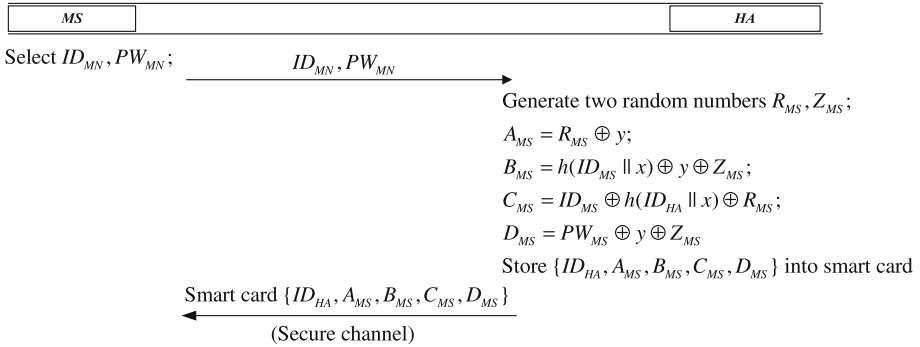 MS HA
Select ID_MN, PW_MN;
ID_MN, PW_MN
Generate two random numbers R_MS, Z_MS;
A_MS = R_MS ⊕ y;
B_MS = h(ID_MS || x) ⊕ y ⊕ Z_MS;
C_MS = ID_MS ⊕ h(ID_HA || x) ⊕ R_MS;
D_MS = PW_MS ⊕ y ⊕ Z_MS
Store {ID_HA, A_MS, B_MS, C_MS, D_MS} into smart card
Smart card {ID_HA, A_MS, B_MS, C_MS, D_MS}
(Secure channel)